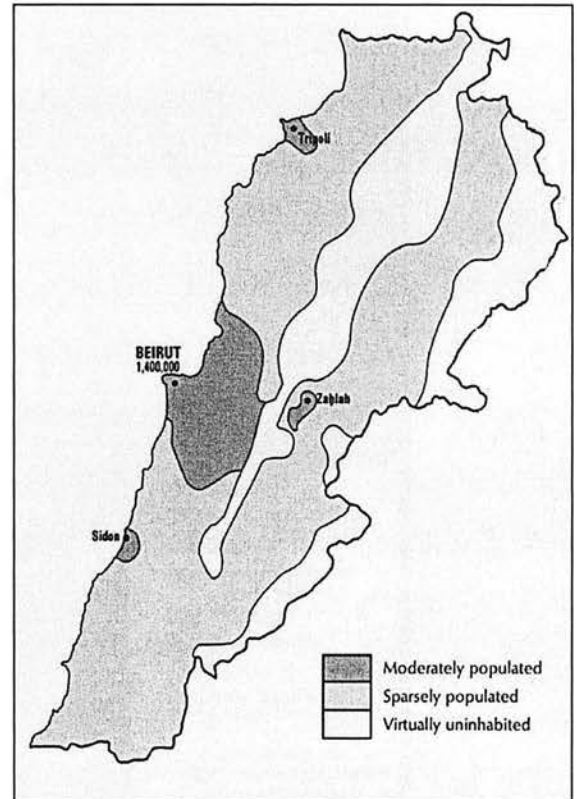 Tripoli
BEIRUT
1,400,000
Zahlah
Sidon
Moderately populated
Sparsely populated
Virtually uninhabited